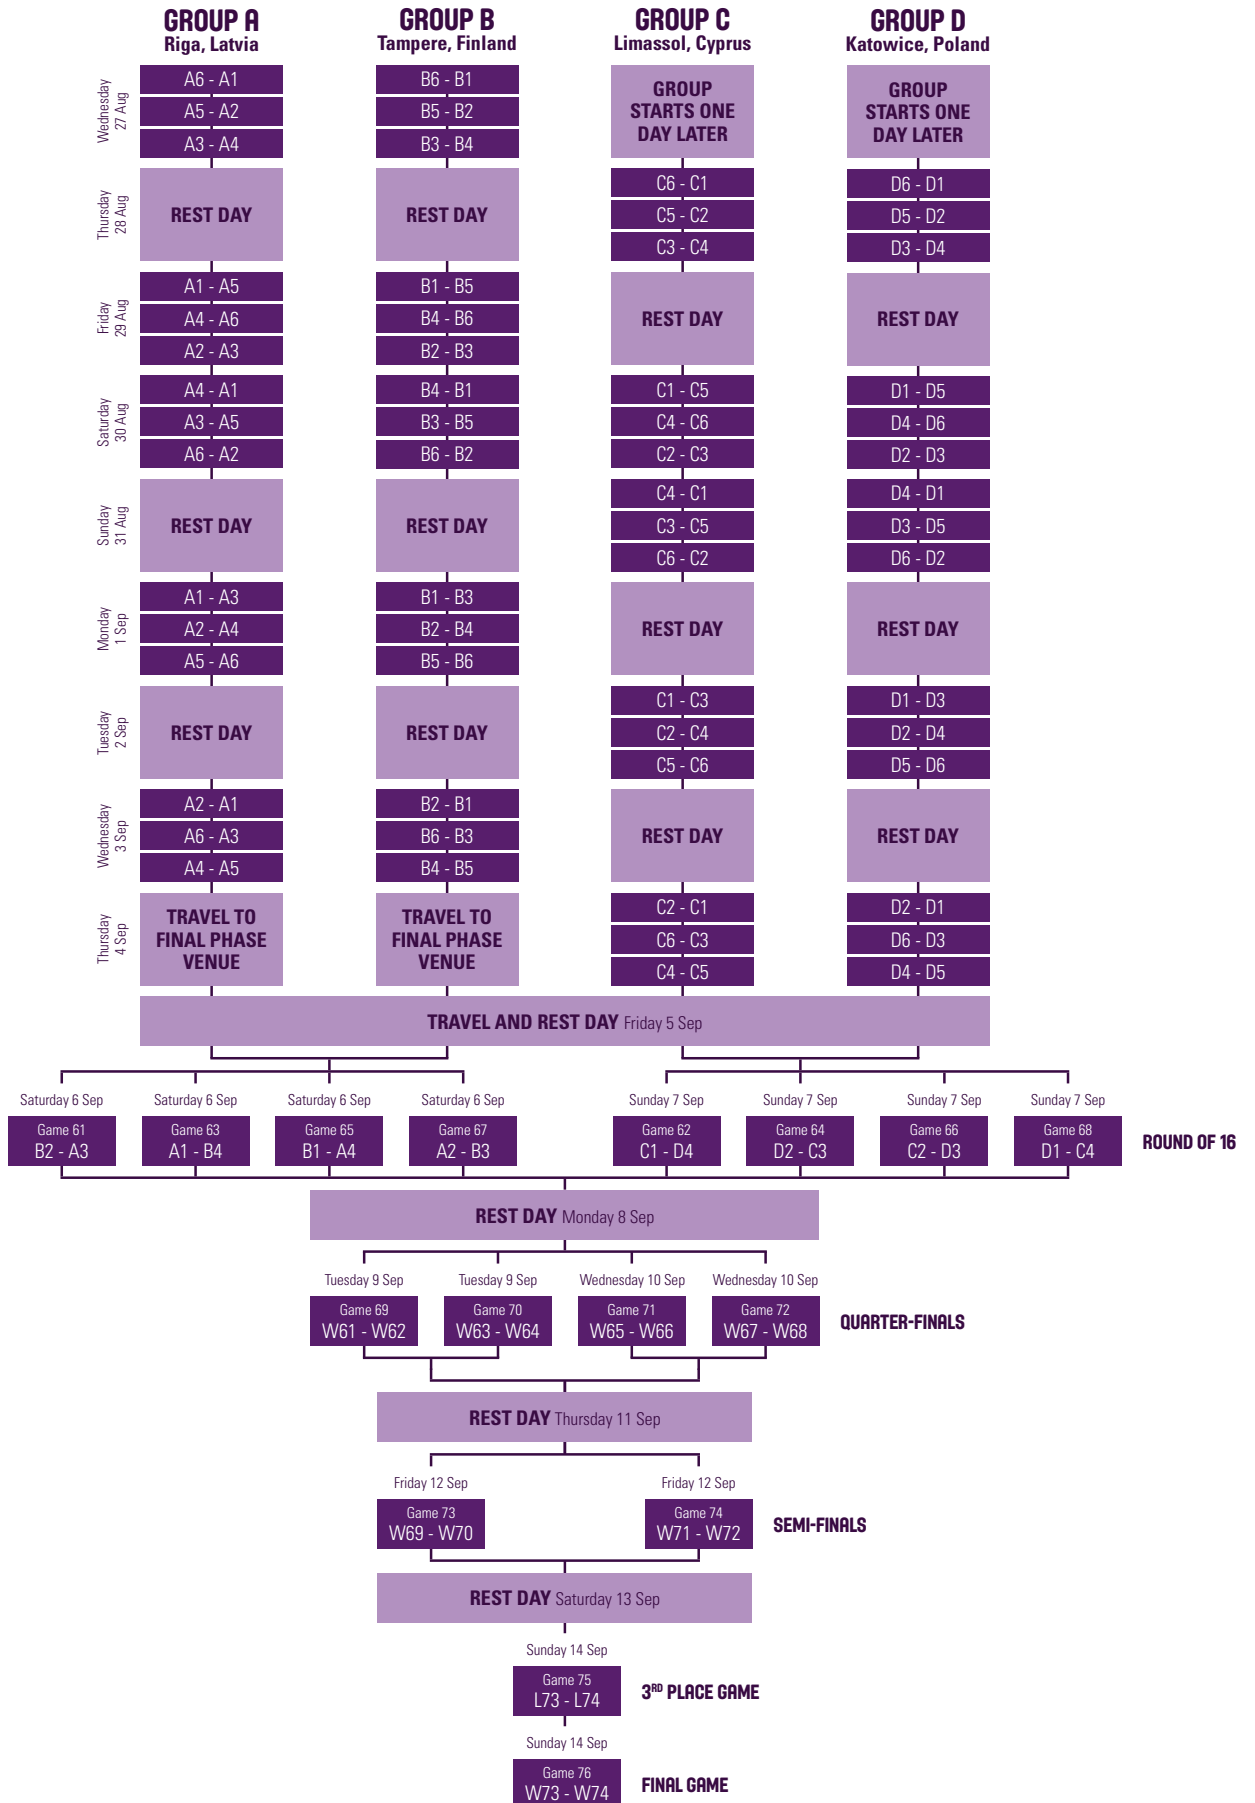 GROUP A
Riga, Latvia
GROUP B
Tampere, Finland
GROUP C
Limassol, Cyprus
GROUP D
Katowice, Poland
Wednesday
27 Aug
A6 - A1
A5 - A2
A3 - A4
B6 - B1
B5 - B2
B3 - B4
GROUP
STARTS ONE
DAY LATER
GROUP
STARTS ONE
DAY LATER
Thursday
28 Aug
REST DAY
REST DAY
C6 - C1
C5 - C2
C3 - C4
D6 - D1
D5 - D2
D3 - D4
Friday
29 Aug
A1 - A5
A4 - A6
A2 - A3
B1 - B5
B4 - B6
B2 - B3
REST DAY
REST DAY
Saturday
30 Aug
A4 - A1
A3 - A5
A6 - A2
B4 - B1
B3 - B5
B6 - B2
C1 - C5
C4 - C6
C2 - C3
D1 - D5
D4 - D6
D2 - D3
Sunday
31 Aug
REST DAY
REST DAY
C4 - C1
C3 - C5
C6 - C2
D4 - D1
D3 - D5
D6 - D2
Monday
1 Sep
A1 - A3
A2 - A4
A5 - A6
B1 - B3
B2 - B4
B5 - B6
REST DAY
REST DAY
Tuesday
2 Sep
REST DAY
REST DAY
C1 - C3
C2 - C4
C5 - C6
D1 - D3
D2 - D4
D5 - D6
Wednesday
3 Sep
A2 - A1
A6 - A3
A4 - A5
B2 - B1
B6 - B3
B4 - B5
REST DAY
REST DAY
Thursday
4 Sep
TRAVEL TO
FINAL PHASE
VENUE
TRAVEL TO
FINAL PHASE
VENUE
C2 - C1
C6 - C3
C4 - C5
D2 - D1
D6 - D3
D4 - D5
TRAVEL AND REST DAY Friday 5 Sep
Saturday 6 Sep
Game 61
B2 - A3
Saturday 6 Sep
Game 63
A1 - B4
Saturday 6 Sep
Game 65
B1 - A4
Saturday 6 Sep
Game 67
A2 - B3
Sunday 7 Sep
Game 62
C1 - D4
Sunday 7 Sep
Game 64
D2 - C3
Sunday 7 Sep
Game 66
C2 - D3
Sunday 7 Sep
Game 68
D1 - C4
ROUND OF 16
REST DAY Monday 8 Sep
Tuesday 9 Sep
Game 69
W61 - W62
Tuesday 9 Sep
Game 70
W63 - W64
Wednesday 10 Sep
Game 71
W65 - W66
Wednesday 10 Sep
Game 72
W67 - W68
QUARTER-FINALS
REST DAY Thursday 11 Sep
Friday 12 Sep
Game 73
W69 - W70
Friday 12 Sep
Game 74
W71 - W72
SEMI-FINALS
REST DAY Saturday 13 Sep
Sunday 14 Sep
Game 75
L73 - L74
3RD PLACE GAME
Sunday 14 Sep
Game 76
W73 - W74
FINAL GAME